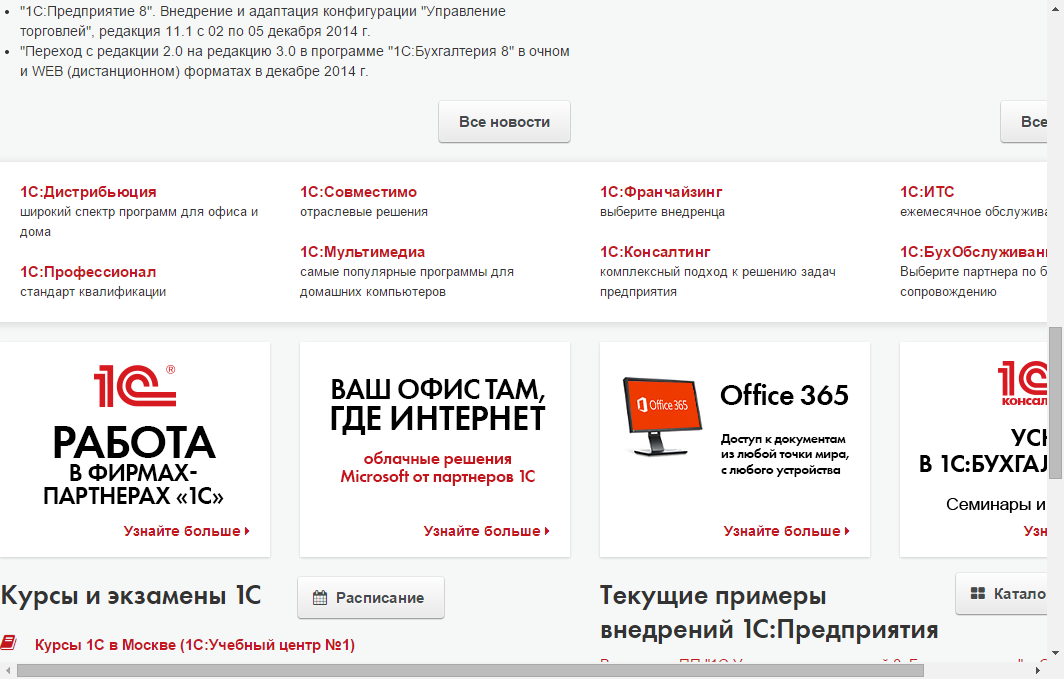 "1С:Предприятие 8". Внедрение и адаптация конфигурации "Управление
торговлей", редакция 11.1 с 02 по 05 декабря 2014 г.
"Переход с редакции 2.0 на редакцию 3.0 в программе "1С:Бухгалтерия 8" в очном
и WEB (дистанционном) форматах в декабре 2014 г.
Все новости
Все
1С:Дистрибьюция
широкий спектр программ для офиса и
дома
1С:Профессионал
стандарт квалификации
1С:Совместимо
отраслевые решения
1С:Мультимедиа
самые популярные программы для
домашних компьютеров
1С:Франчайзинг
выберите внедренца
1С:Консалтинг
комплексный подход к решению задач
предприятия
1С:ИТС
ежемесячное обслужива
1С:БухОбслуживан
Выберите партнера по б
сопровождению
1С®
РАБОТА
В ФИРМАХ-
ПАРТНЕРАХ «1С»
Узнайте больше
ВАШ ОФИС ТАМ,
ГДЕ ИНТЕРНЕТ
облачные решения
Microsoft от партнеров 1С
Узнайте больше
Office 365
Office 365
Доступ к документам
из любой точки мира,
с любого устройства
Узнайте больше
1С
консал
УСН
В 1С:БУХГАЛ
Семинары и
Узн
Курсы и экзамены 1С
Расписание
Курсы 1С в Москве (1С:Учебный центр №1)
Текущие примеры
внедрений 1С:Предприятия
Катало